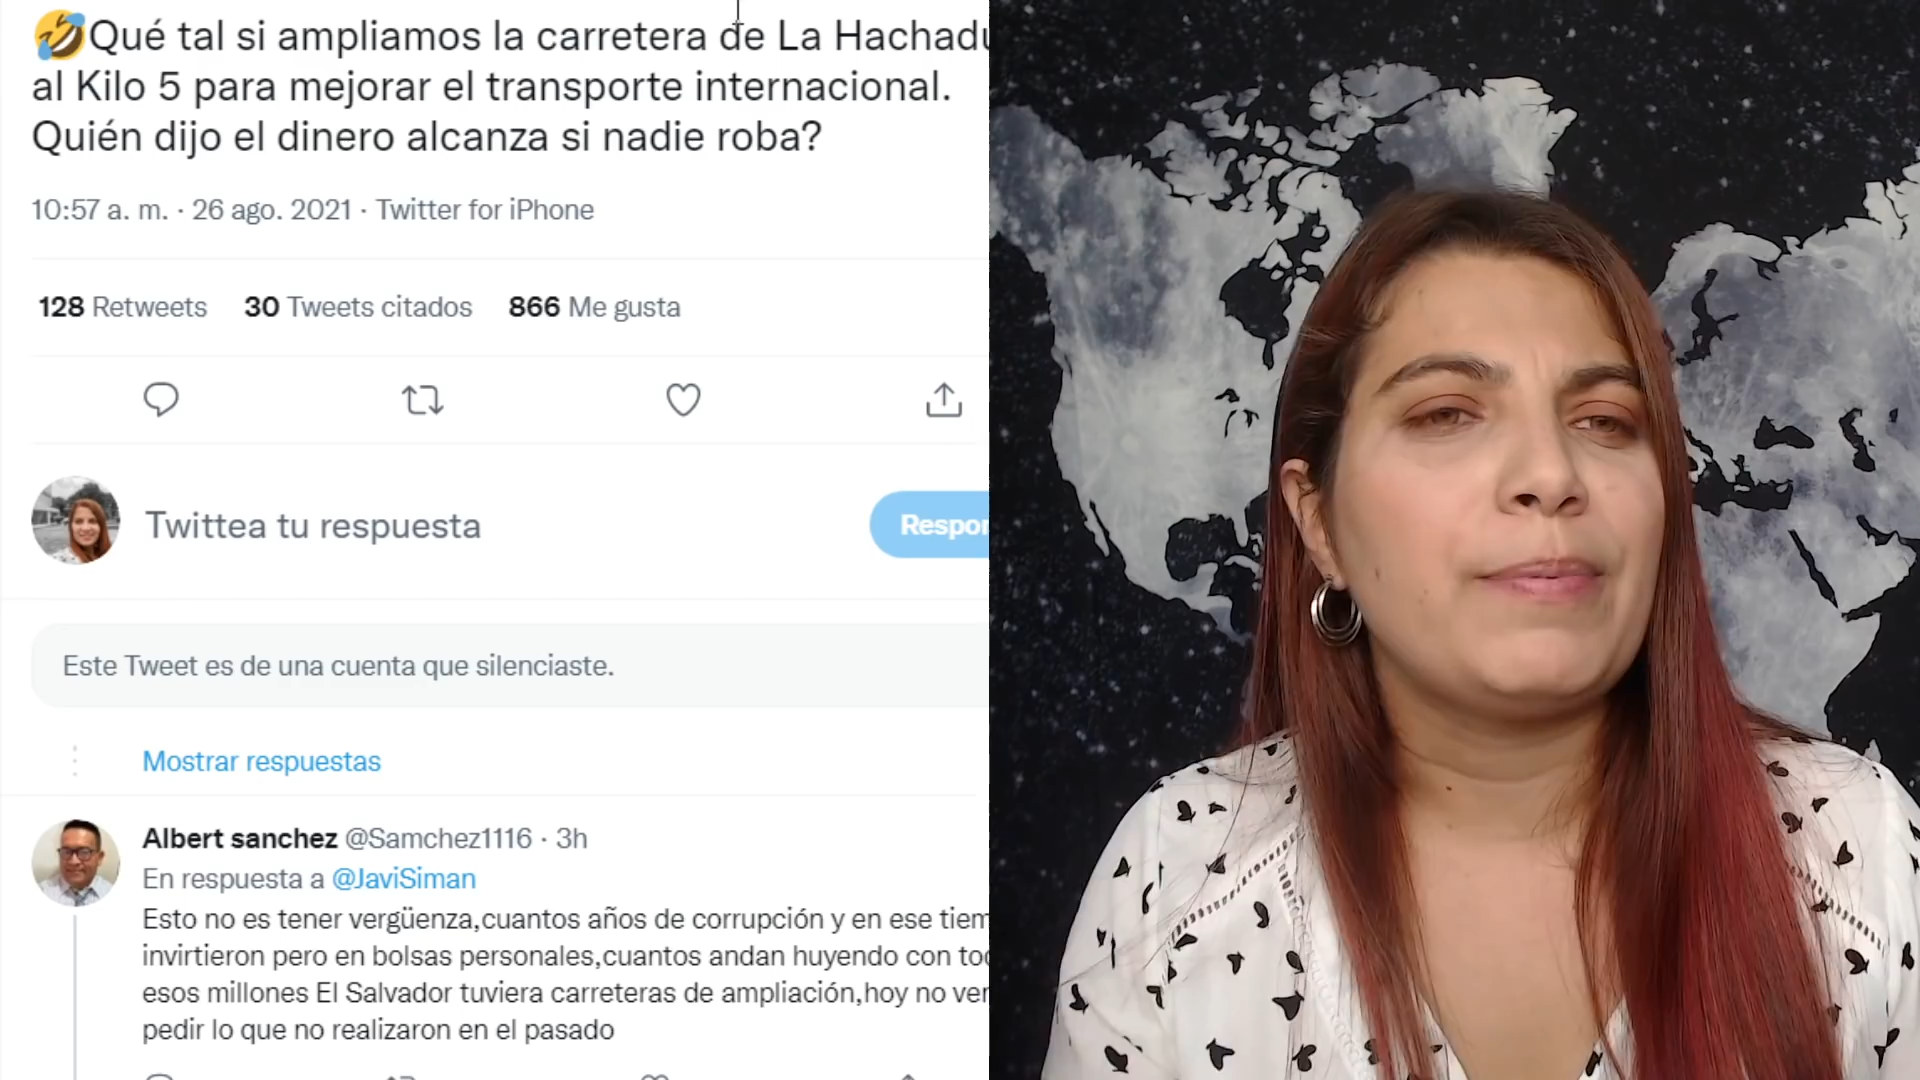 🤣Qué tal si ampliamos la carretera de La Hachadu
al Kilo 5 para mejorar el transporte internacional.
Quién dijo el dinero alcanza si nadie roba?
10:57 a. m. · 26 ago. 2021 · Twitter for iPhone
128 Retweets 30 Tweets citados 866 Me gusta
Twittea tu respuesta
Respon
Este Tweet es de una cuenta que silenciaste.
Mostrar respuestas
Albert sanchez @Samchez1116 · 3h
En respuesta a @JaviSiman
Esto no es tener vergüenza,cuantos años de corrupción y en ese tiem
invirtieron pero en bolsas personales,cuantos andan huyendo con too
esos millones El Salvador tuviera carreteras de ampliación,hoy no ver
pedir lo que no realizaron en el pasado